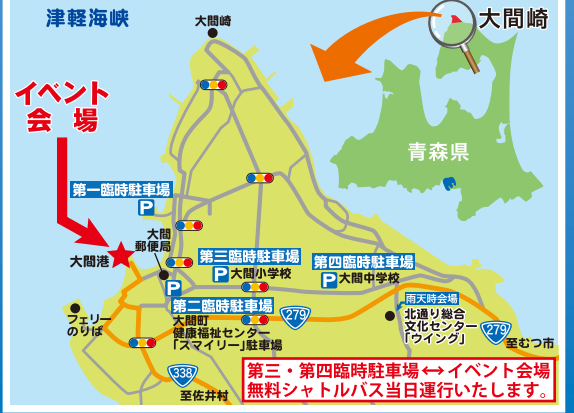 津軽海峡
大間崎
大間崎
イベント
会　場
青森県
第一臨時駐車場
P
大間
郵便局
大間港
第三臨時駐車場
P 大間小学校
第四臨時駐車場
P 大間中学校
P
第二臨時駐車場
大間町
健康福祉センター
「スマイリー」駐車場
279
雨天時会場
北通り総合
文化センター
「ウイング」
279
至むつ市
フェリー
のりば
338
至佐井村
第三・第四臨時駐車場⟷イベント会場
無料シャトルバス当日運行いたします。